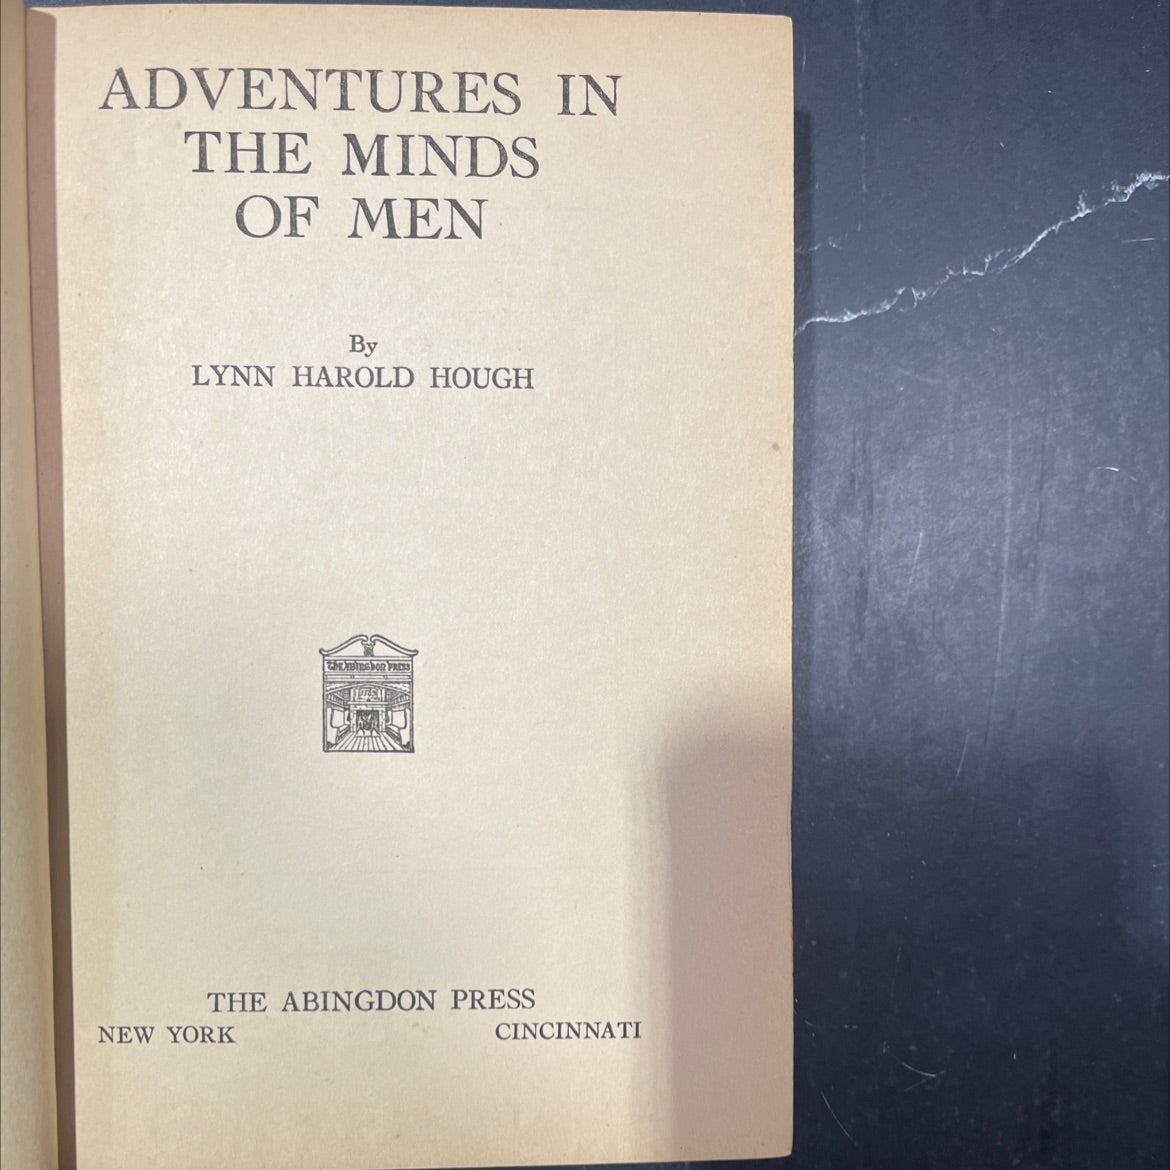 ADVENTURES IN
THE MINDS
OF MEN
By
LYNN HAROLD HOUGH
THE ABINGDON PRESS
THE ABINGDON PRESS
NEW YORK CINCINNATI